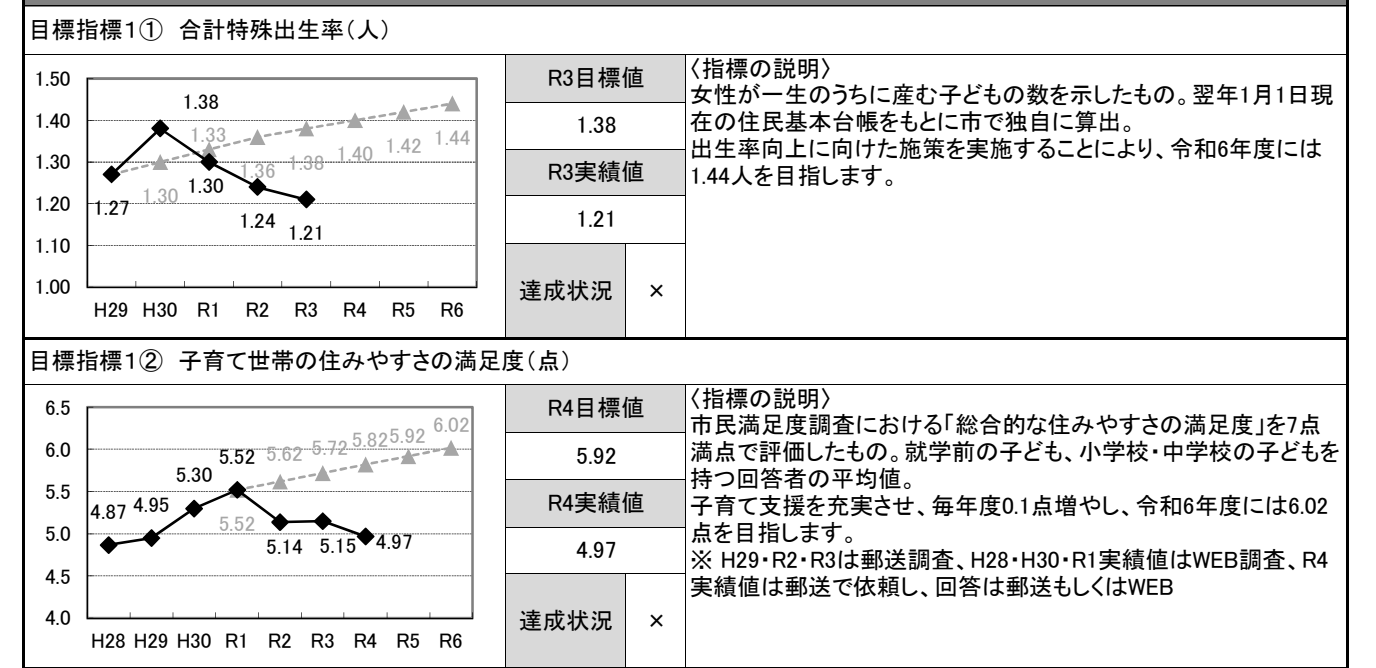 目標指標1① 合計特殊出生率(人)
1.50
1.40
1.30
1.20
1.10
1.00
1.38
1.33
1.27
1.30
1.30
1.36
1.24
1.38
1.21
1.40
1.42
1.44
H29 H30 R1 R2 R3 R4 R5 R6
R3目標値
1.38
R3実績値
1.21
達成状況 ×
〈指標の説明〉
女性が一生のうちに産む子どもの数を示したもの。翌年1月1日現
在の住民基本台帳をもとに市で独自に算出。
出生率向上に向けた施策を実施することにより、令和6年度には
1.44人を目指します。
目標指標1② 子育て世帯の住みやすさの満足度(点)
6.5
6.0
5.5
5.0
4.5
4.0
4.87
4.95
5.30
5.52
5.52
5.62
5.14
5.72
5.15
5.82
4.97
5.92
6.02
H28 H29 H30 R1 R2 R3 R4 R5 R6
R4目標値
5.92
R4実績値
4.97
達成状況 ×
〈指標の説明〉
市民満足度調査における「総合的な住みやすさの満足度」を7点
満点で評価したもの。就学前の子ども、小学校・中学校の子どもを
持つ回答者の平均値。
子育て支援を充実させ、毎年度0.1点増やし、令和6年度には6.02
点を目指します。
※ H29・R2・R3は郵送調査、H28・H30・R1実績値はWEB調査、R4
実績値は郵送で依頼し、回答は郵送もしくはWEB